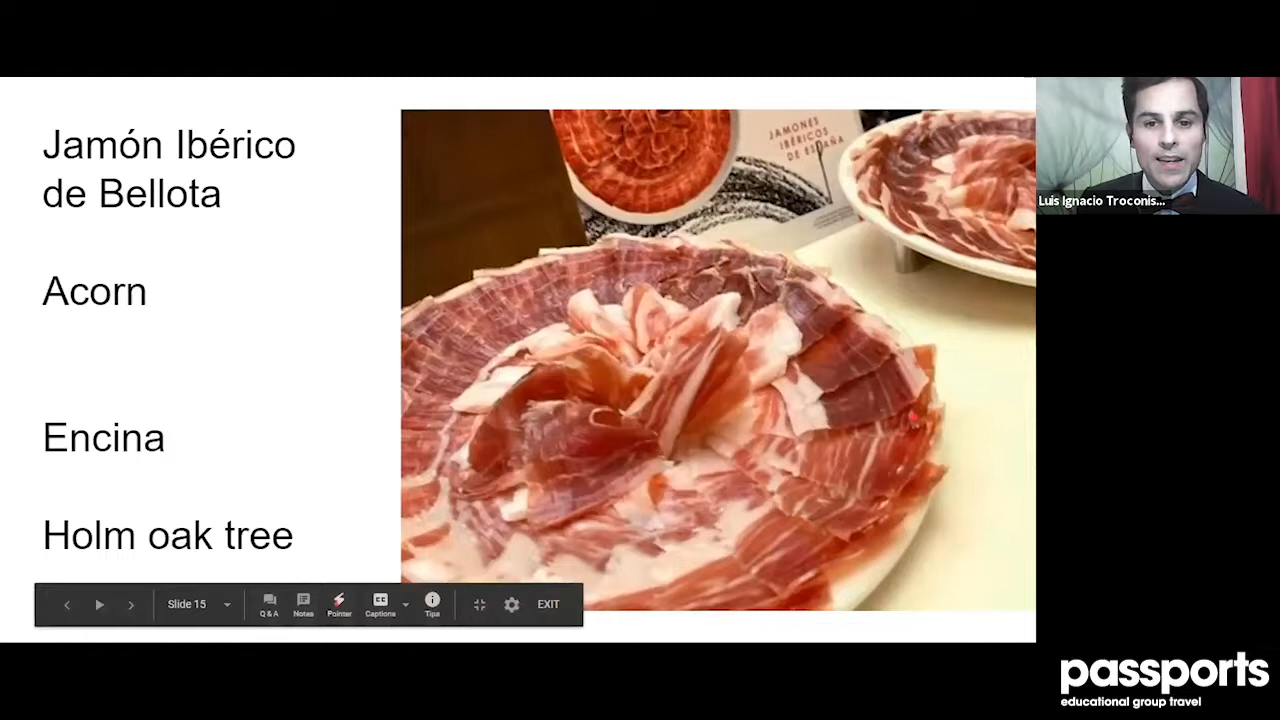 Jamón Ibérico
de Bellota
Acorn
Encina
Holm oak tree
JAMONES
IBÉRICOS
DE ESPAÑA
Luis Ignacio Troconis...
Slide 15
Q & A
Notes
Pointer
Captions
Tips
EXIT
passports
educational group travel